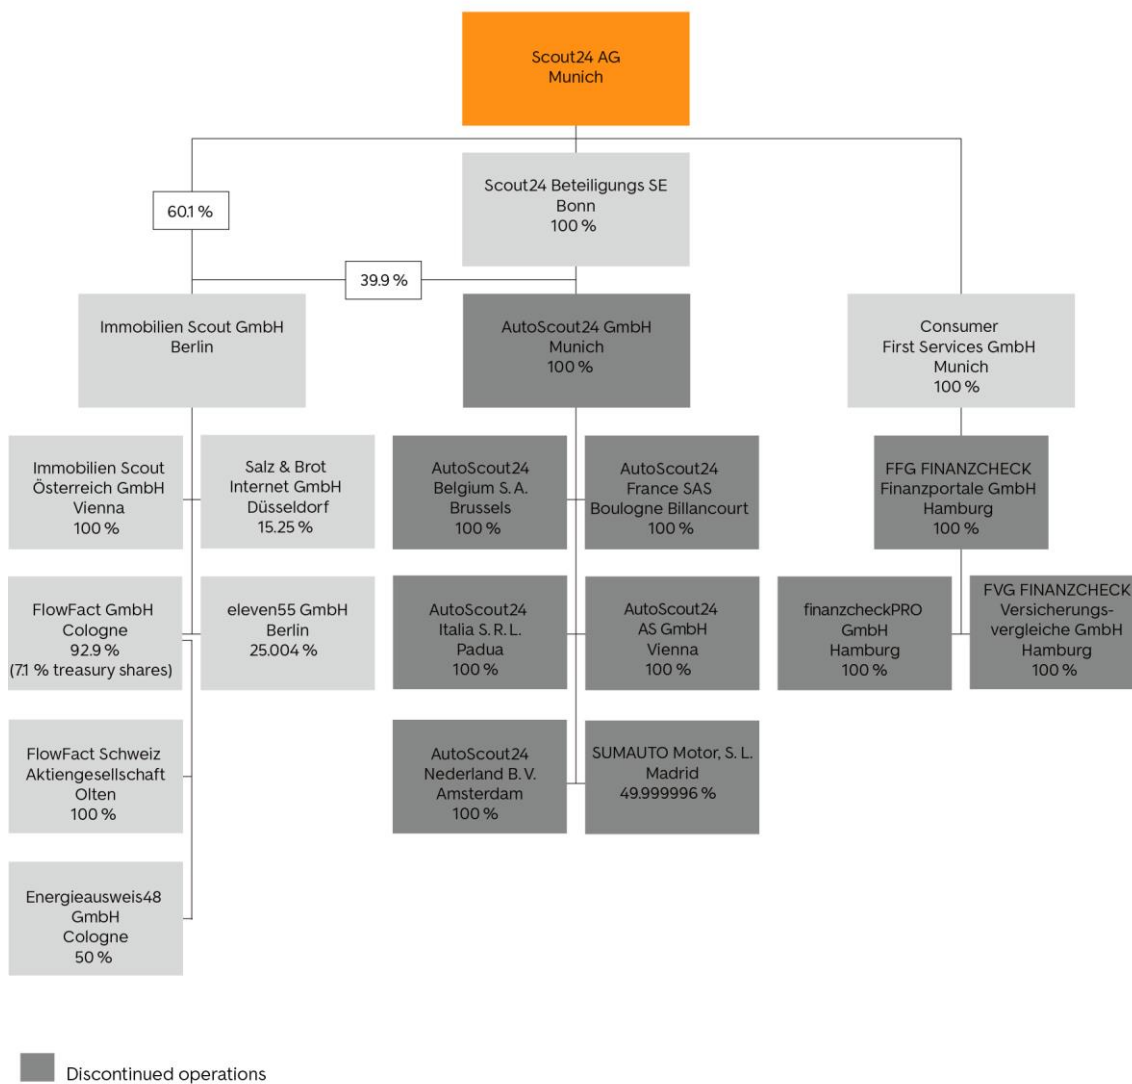 Scout24 AG
Munich
Scout24 Beteiligungs SE
Bonn
100 %
60.1 %
39.9 %
Immobilien Scout GmbH
Berlin
AutoScout24 GmbH
Munich
100 %
Consumer
First Services GmbH
Munich
100 %
Immobilien Scout
Österreich GmbH
Vienna
100 %
Salz & Brot
Internet GmbH
Düsseldorf
15.25 %
AutoScout24
Belgium S. A.
Brussels
100 %
AutoScout24
France SAS
Boulogne Billancourt
100 %
FFG FINANZCHECK
Finanzportale GmbH
Hamburg
100 %
FlowFact GmbH
Cologne
92.9 %
(7.1 % treasury shares)
eleven55 GmbH
Berlin
25.004 %
AutoScout24
Italia S. R. L.
Padua
100 %
AutoScout24
AS GmbH
Vienna
100 %
finanzcheckPRO
GmbH
Hamburg
100 %
FVG FINANZCHECK
Versicherungs-
vergleiche GmbH
Hamburg
100 %
FlowFact Schweiz
Aktiengesellschaft
Olten
100 %
AutoScout24
Nederland B. V.
Amsterdam
100 %
SUMAUTO Motor, S. L.
Madrid
49.999996 %
Energieausweis48
GmbH
Cologne
50 %
Discontinued operations